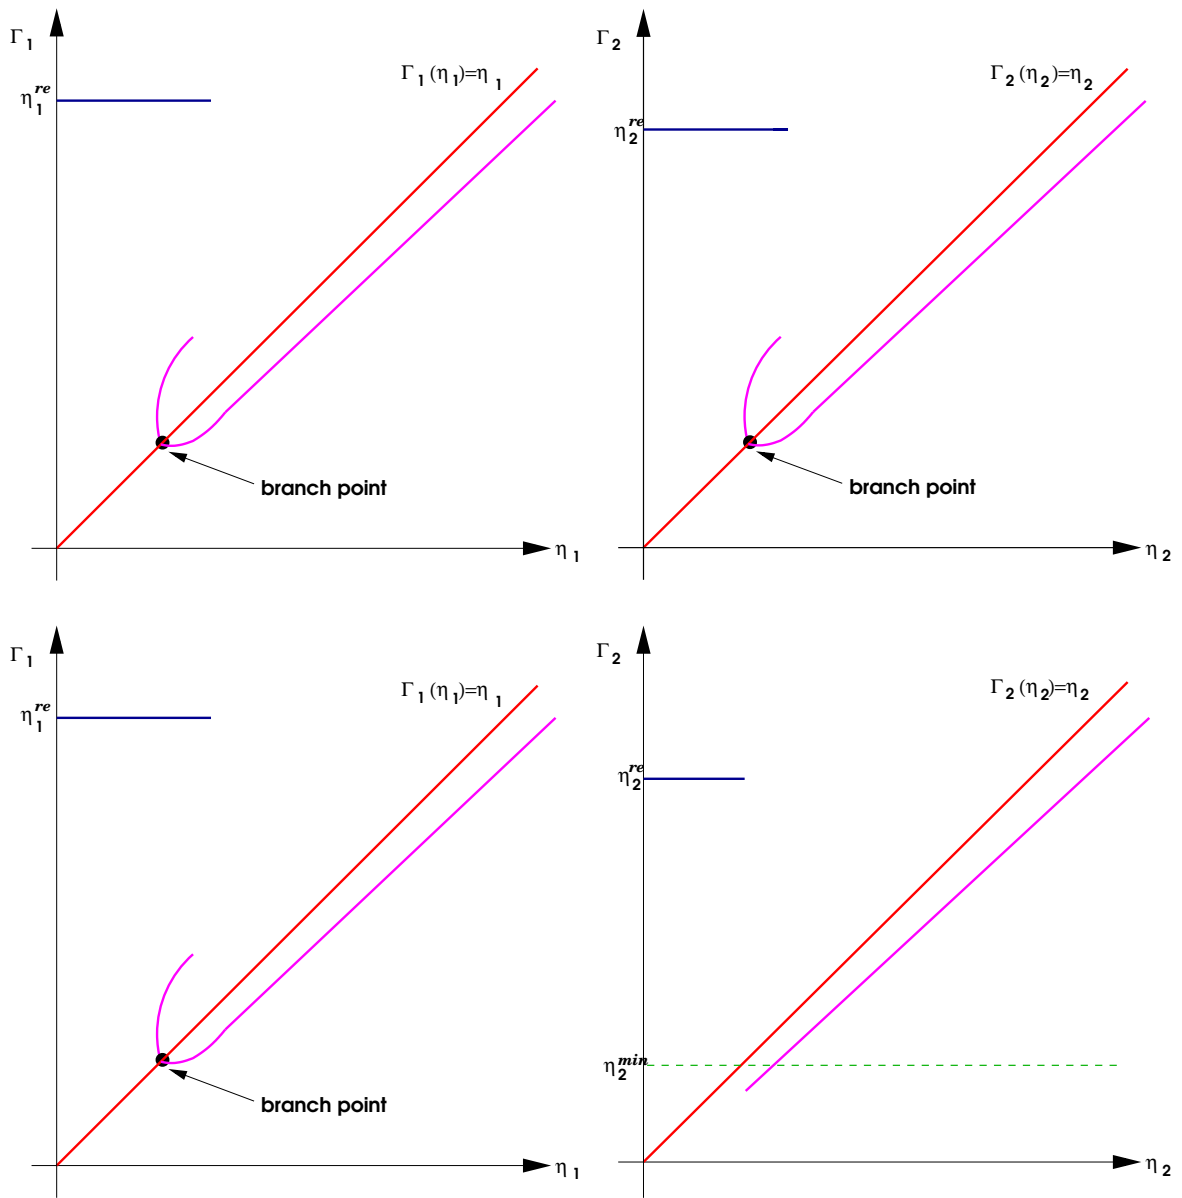 Γ₁
Γ₁(η₁)=η₁
η₁ʳᵉ
branch point
η₁
Γ₂
Γ₂(η₂)=η₂
η₂ʳᵉ
branch point
η₂
Γ₁
Γ₁(η₁)=η₁
η₁ʳᵉ
branch point
η₁
Γ₂
Γ₂(η₂)=η₂
η₂ʳᵉ
η₂ᵐⁱⁿ
η₂